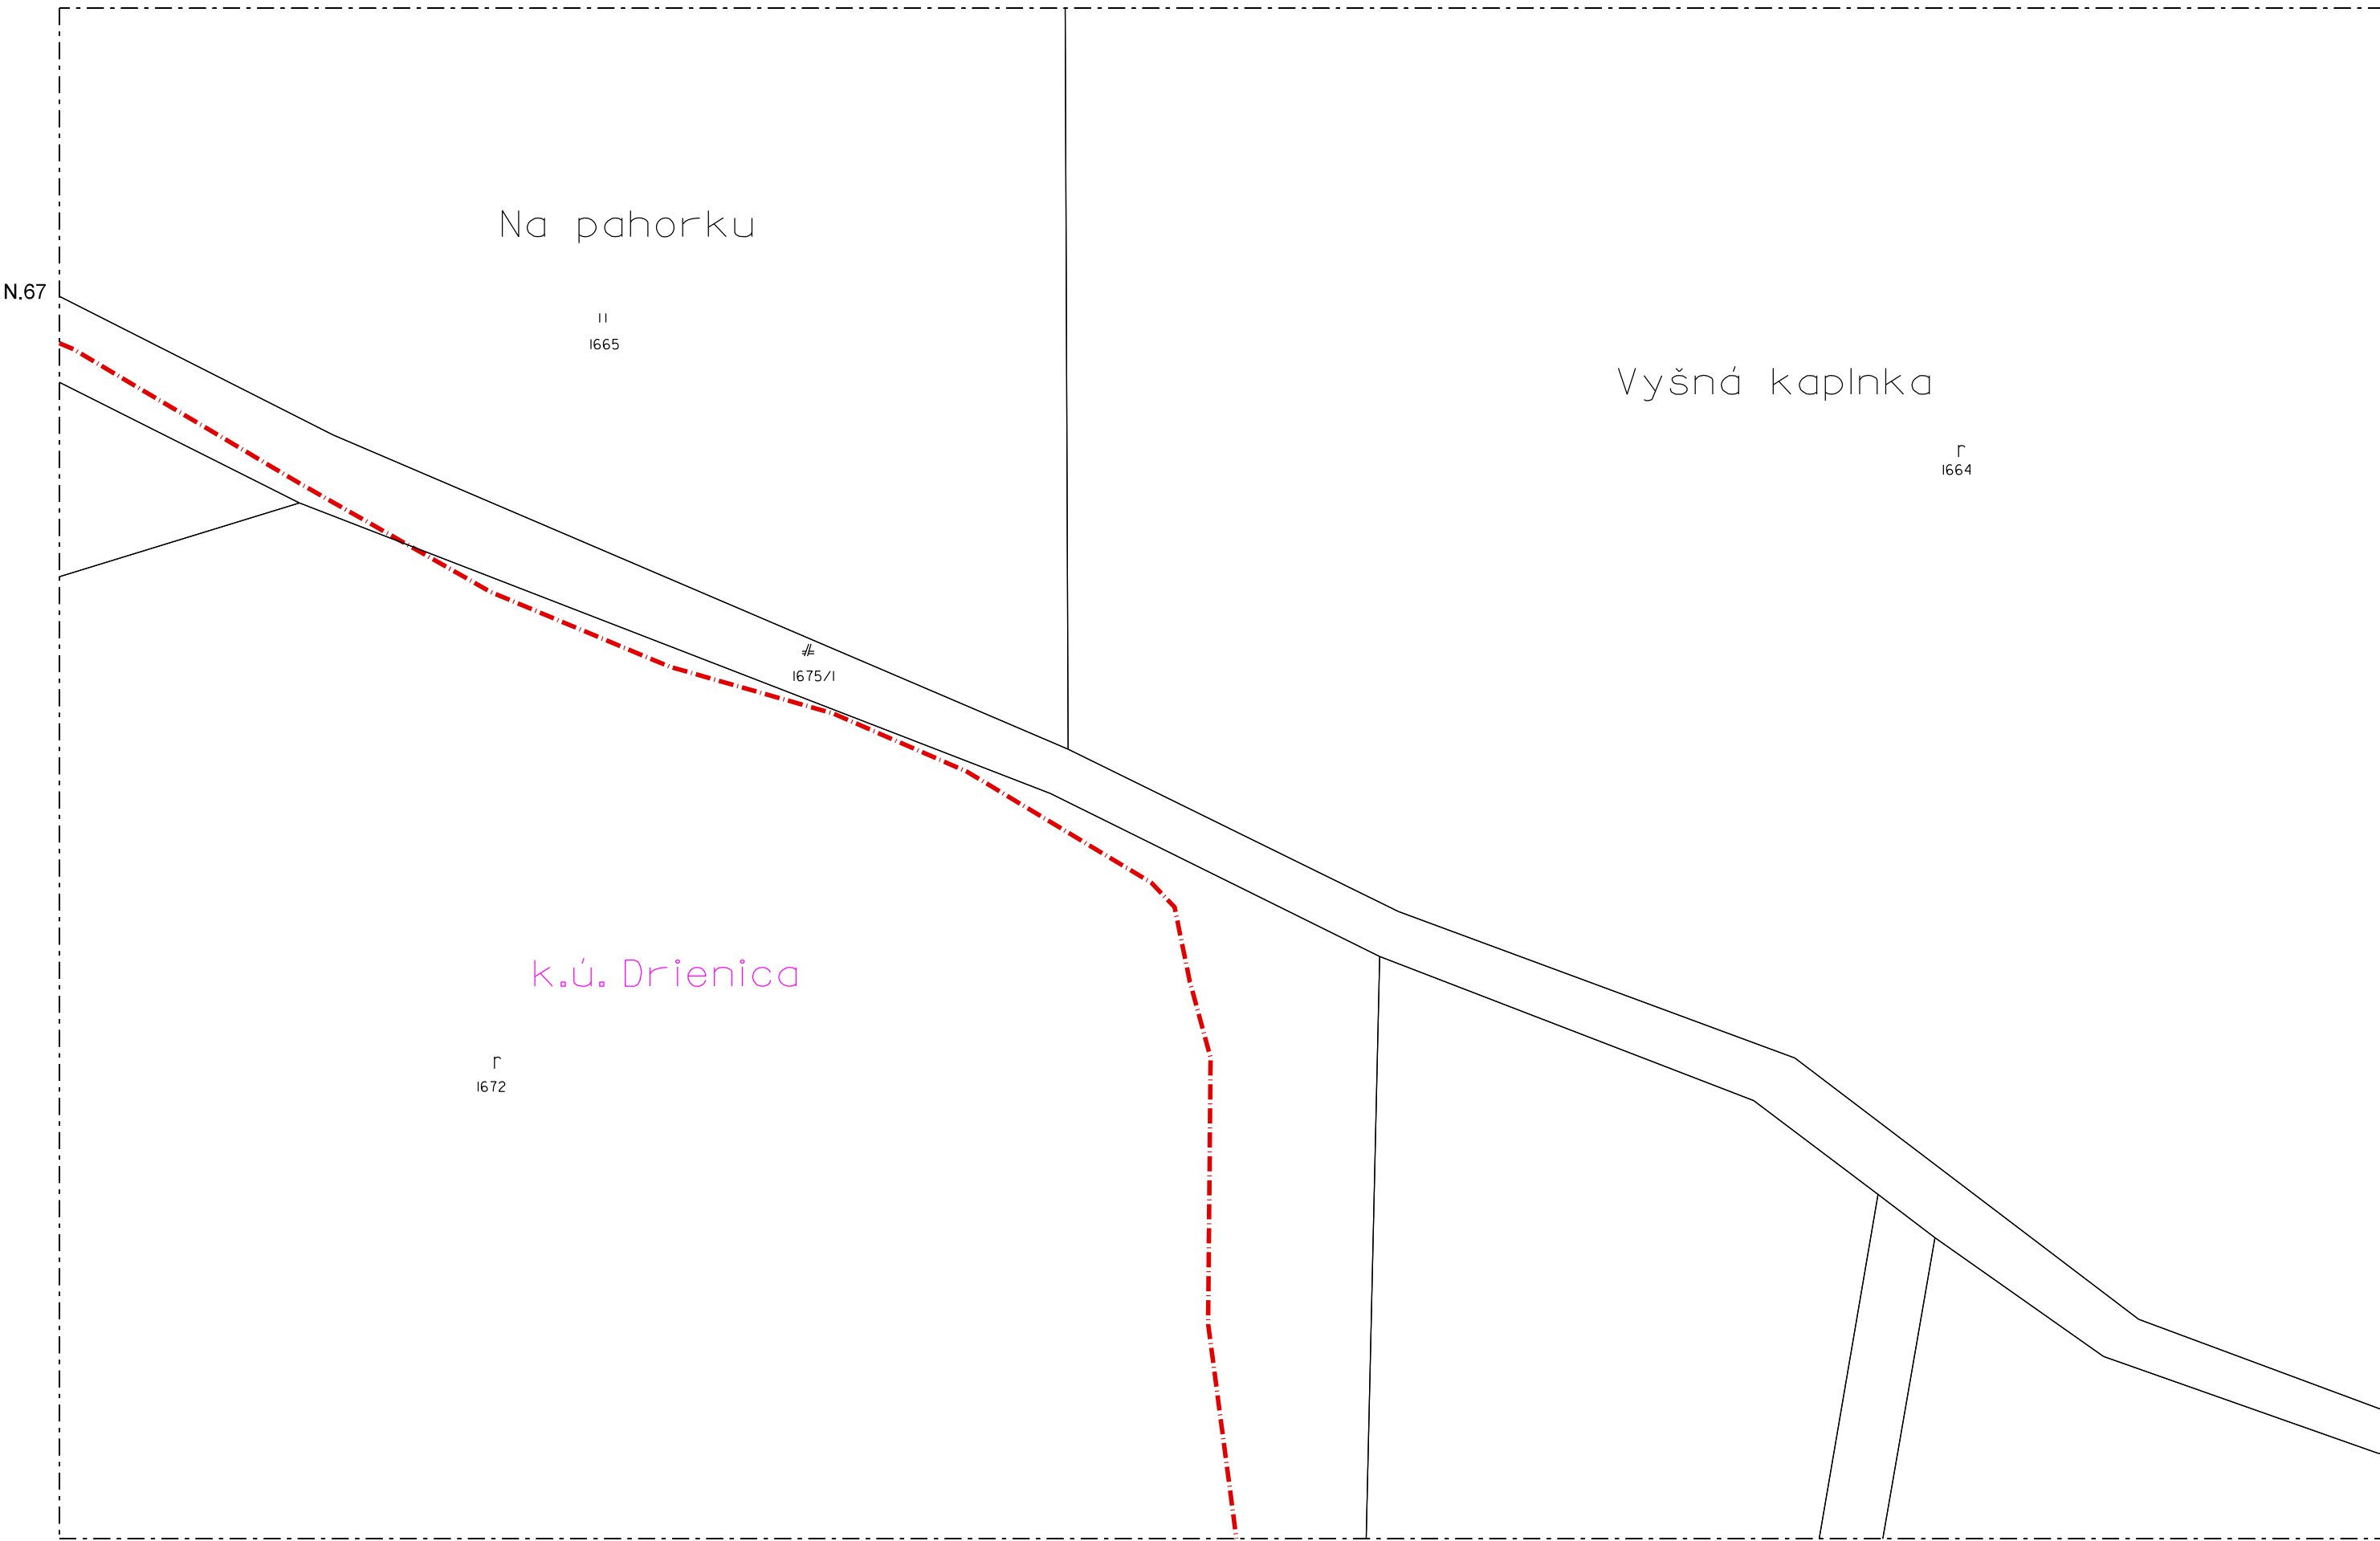 Na pahorku
N.67
1665
Vyšná kaplnka
r
1664
1675/1
k.ú. Drienica
r
1672